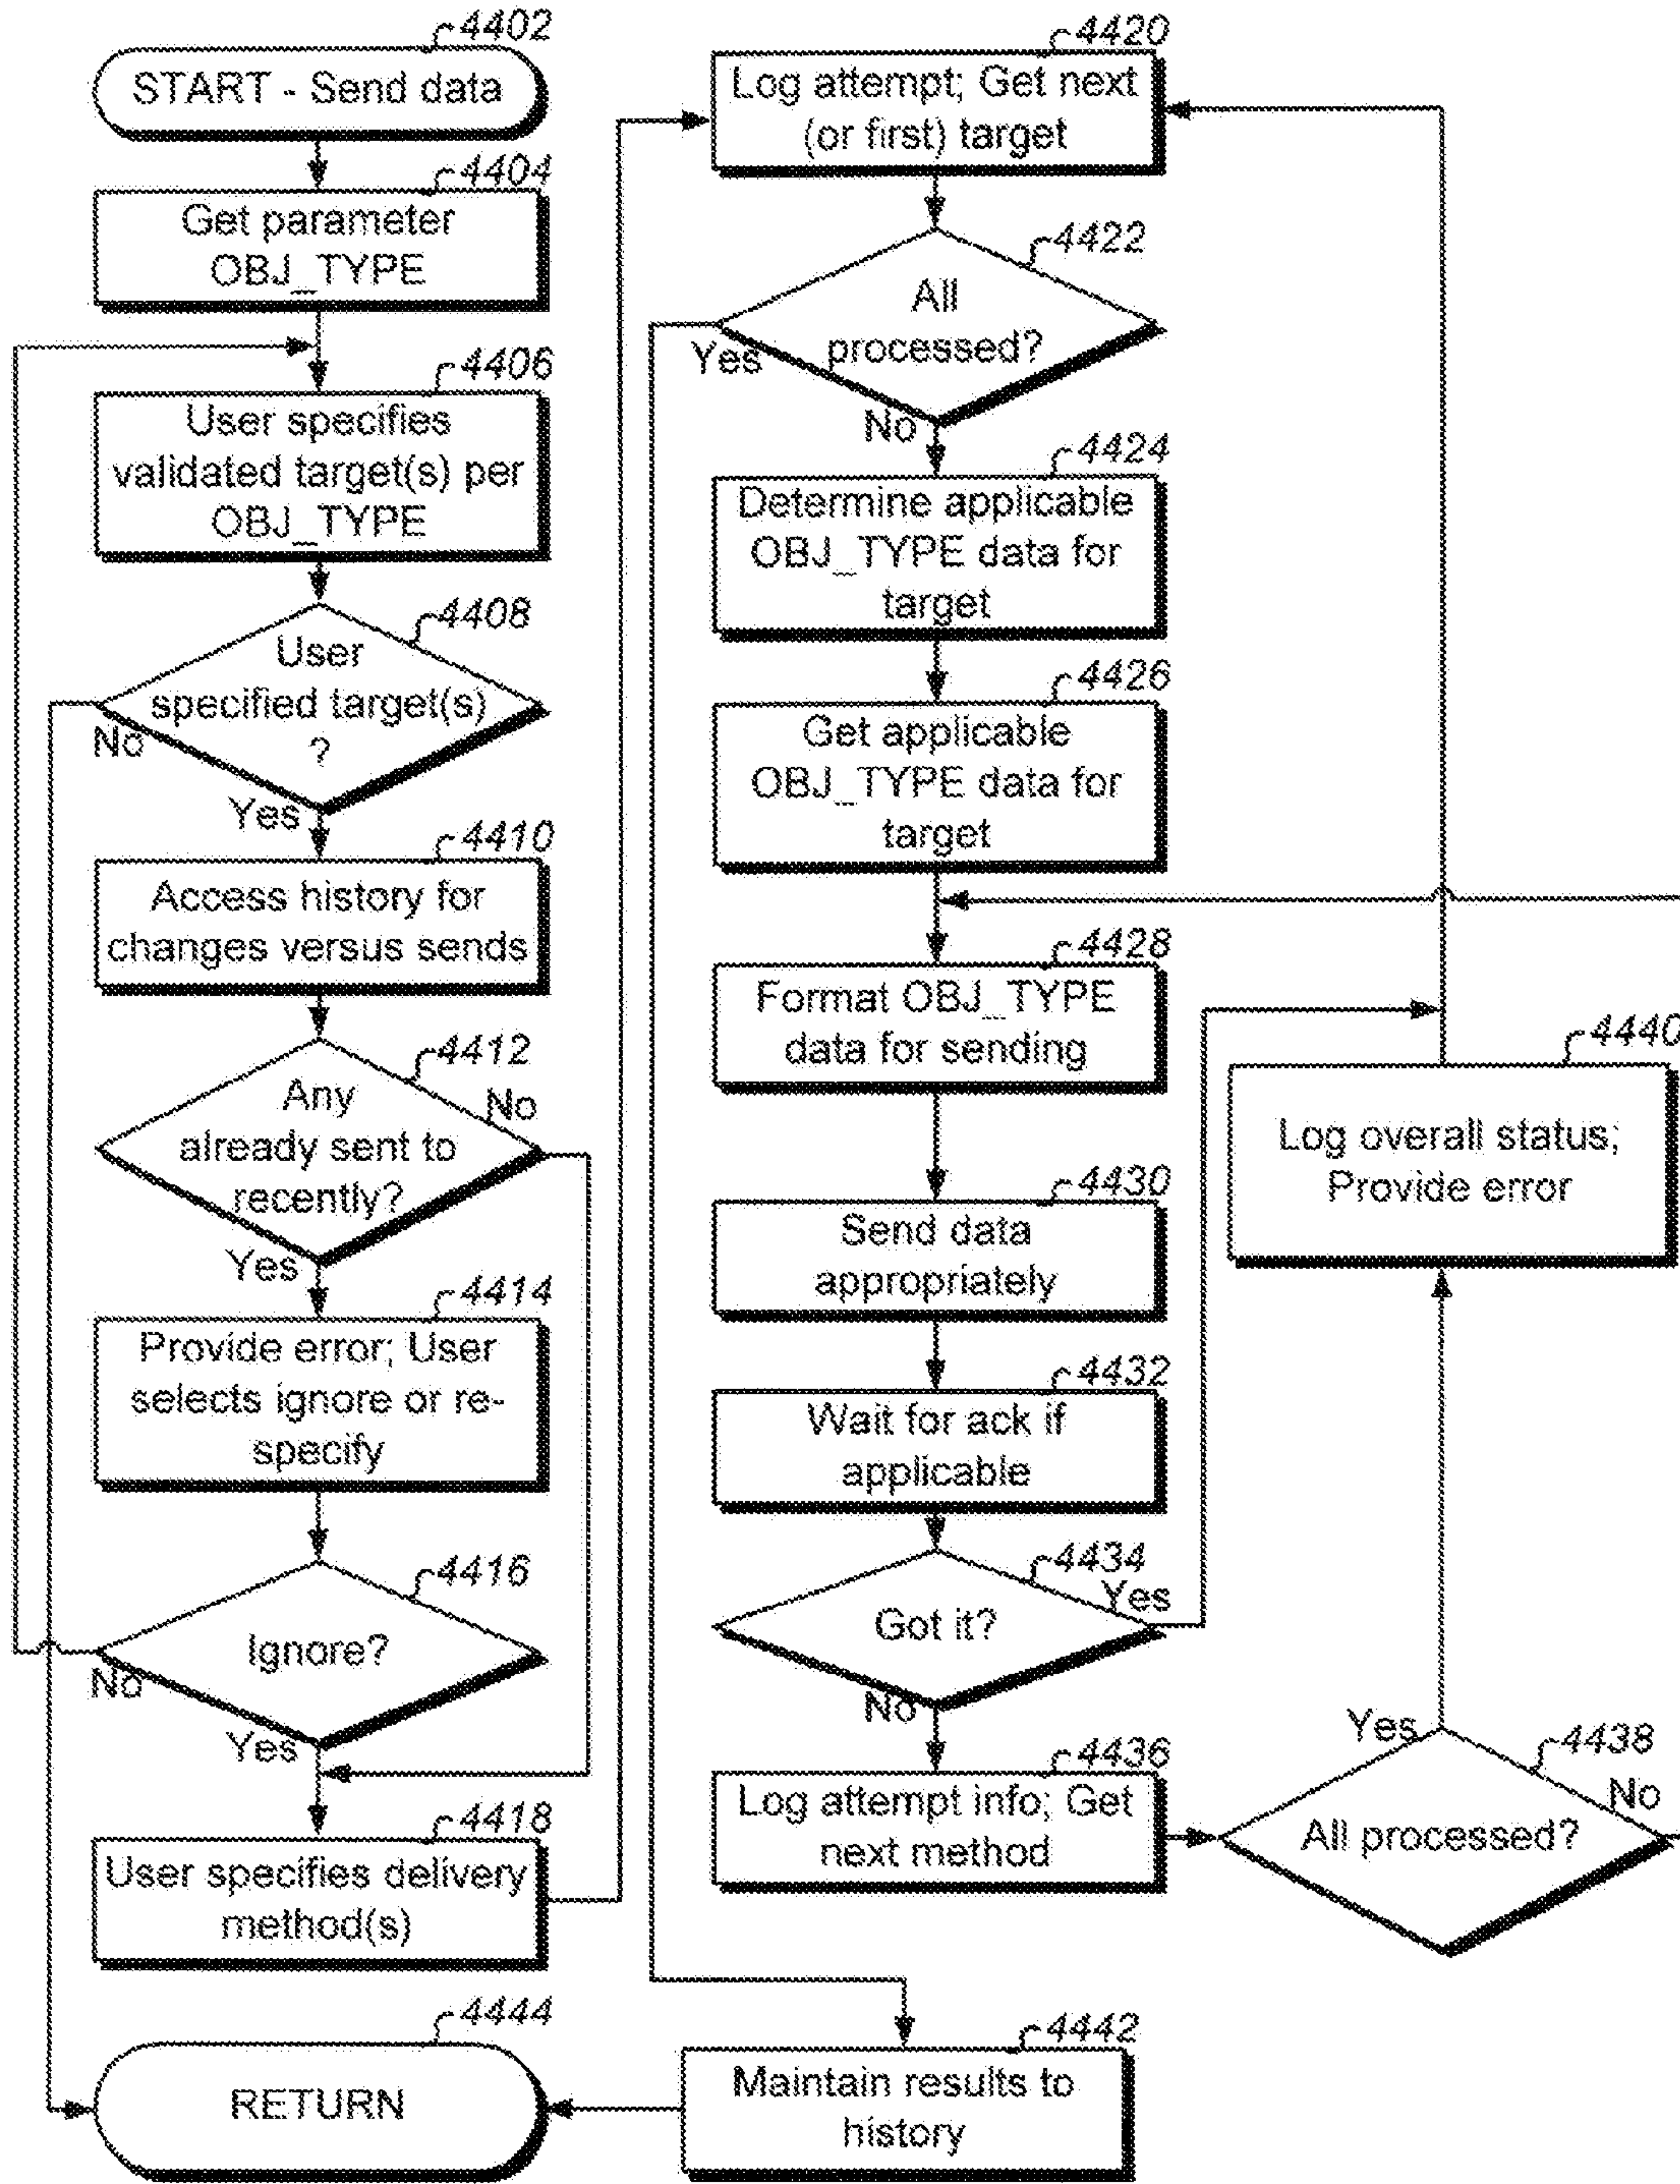 4402
START - Send data
4404
Get parameter
OBJ_TYPE
4406
User specifies
validated target(s) per
OBJ_TYPE
4408
User
specified target(s)
?
No
Yes
4410
Access history for
changes versus sends
4412
Any
already sent to
recently?
No
Yes
4414
Provide error; User
selects ignore or re-
specify
4416
Ignore?
No
Yes
4418
User specifies delivery
method(s)
4444
RETURN
4420
Log attempt; Get next
(or first) target
4422
All
processed?
Yes
No
4424
Determine applicable
OBJ_TYPE data for
target
4426
Get applicable
OBJ_TYPE data for
target
4428
Format OBJ_TYPE
data for sending
4430
Send data
appropriately
4432
Wait for ack if
applicable
4434
Got it?
Yes
No
4436
Log attempt info; Get
next method
4442
Maintain results to
history
4440
Log overall status;
Provide error
4438
All processed?
Yes
No